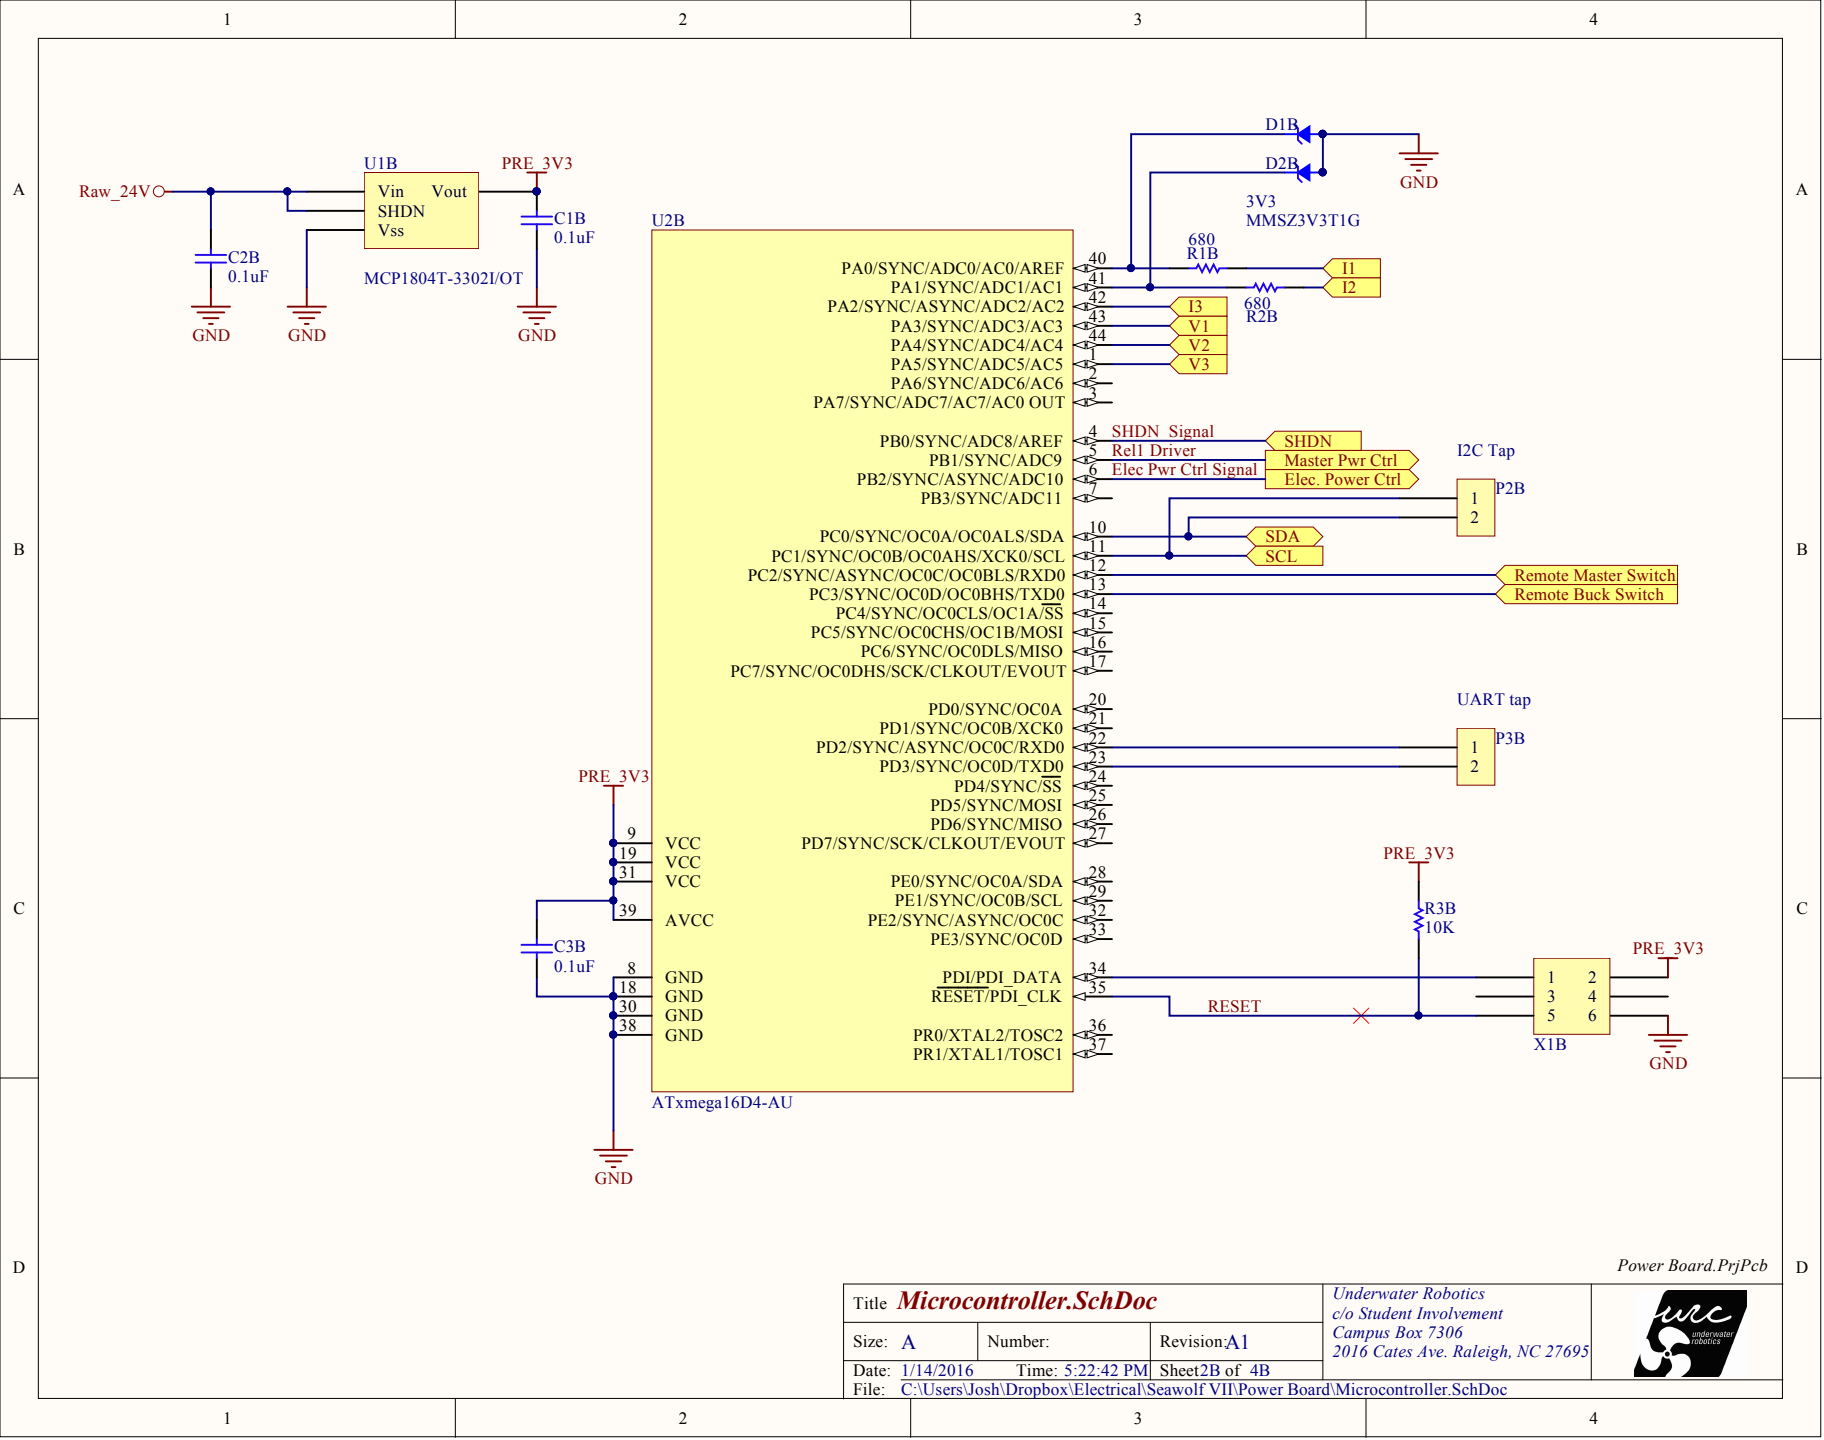 1 2 3 4
A A
B B
C C
D D
Raw_24V
U1B
Vin Vout
SHDN
Vss
MCP1804T-3302I/OT
PRE_3V3
C1B
0.1uF
C2B
0.1uF
GND
GND
GND
D1B
D2B
3V3
MMSZ3V3T1G
GND
680
R1B
680
R2B
I1
I2
I3
V1
V2
V3
U2B
PA0/SYNC/ADC0/AC0/AREF 40
PA1/SYNC/ADC1/AC1 41
PA2/SYNC/ASYNC/ADC2/AC2 42
PA3/SYNC/ADC3/AC3 43
PA4/SYNC/ADC4/AC4 44
PA5/SYNC/ADC5/AC5 1
PA6/SYNC/ADC6/AC6 2
PA7/SYNC/ADC7/AC7/AC0 OUT 3
PB0/SYNC/ADC8/AREF 4 SHDN_Signal SHDN
PB1/SYNC/ADC9 5 Rel1 Driver Master Pwr Ctrl
PB2/SYNC/ASYNC/ADC10 6 Elec Pwr Ctrl Signal Elec. Power Ctrl
PB3/SYNC/ADC11 7
I2C Tap
P2B
1
2
PC0/SYNC/OC0A/OC0ALS/SDA 10 SDA
PC1/SYNC/OC0B/OC0AHS/XCK0/SCL 11 SCL
PC2/SYNC/ASYNC/OC0C/OC0BLS/RXD0 12 Remote Master Switch
PC3/SYNC/OC0D/OC0BHS/TXD0 13 Remote Buck Switch
PC4/SYNC/OC0CLS/OC1A/SS 14
PC5/SYNC/OC0CHS/OC1B/MOSI 15
PC6/SYNC/OC0DLS/MISO 16
PC7/SYNC/OC0DHS/SCK/CLKOUT/EVOUT 17
PD0/SYNC/OC0A 20
PD1/SYNC/OC0B/XCK0 21
PD2/SYNC/ASYNC/OC0C/RXD0 22
PD3/SYNC/OC0D/TXD0 23
PD4/SYNC/SS 24
PD5/SYNC/MOSI 25
PD6/SYNC/MISO 26
PD7/SYNC/SCK/CLKOUT/EVOUT 27
UART tap
P3B
1
2
PE0/SYNC/OC0A/SDA 28
PE1/SYNC/OC0B/SCL 29
PE2/SYNC/ASYNC/OC0C 32
PE3/SYNC/OC0D 33
PDI/PDI_DATA 34
RESET/PDI_CLK 35
PR0/XTAL2/TOSC2 36
PR1/XTAL1/TOSC1 37
PRE_3V3
9 VCC
19 VCC
31 VCC
39 AVCC
C3B
0.1uF
8 GND
18 GND
30 GND
38 GND
GND
ATxmega16D4-AU
PRE_3V3
R3B
10K
RESET
PRE_3V3
1 2
3 4
5 6
X1B
GND
Power Board.PrjPcb
Title Microcontroller.SchDoc
Size: A Number: Revision:A1
Date: 1/14/2016 Time: 5:22:42 PM Sheet2B of 4B
File: C:\Users\Josh\Dropbox\Electrical\Seawolf VII\Power Board\Microcontroller.SchDoc
Underwater Robotics
c/o Student Involvement
Campus Box 7306
2016 Cates Ave. Raleigh, NC 27695
urc
underwater
robotics
1 2 3 4